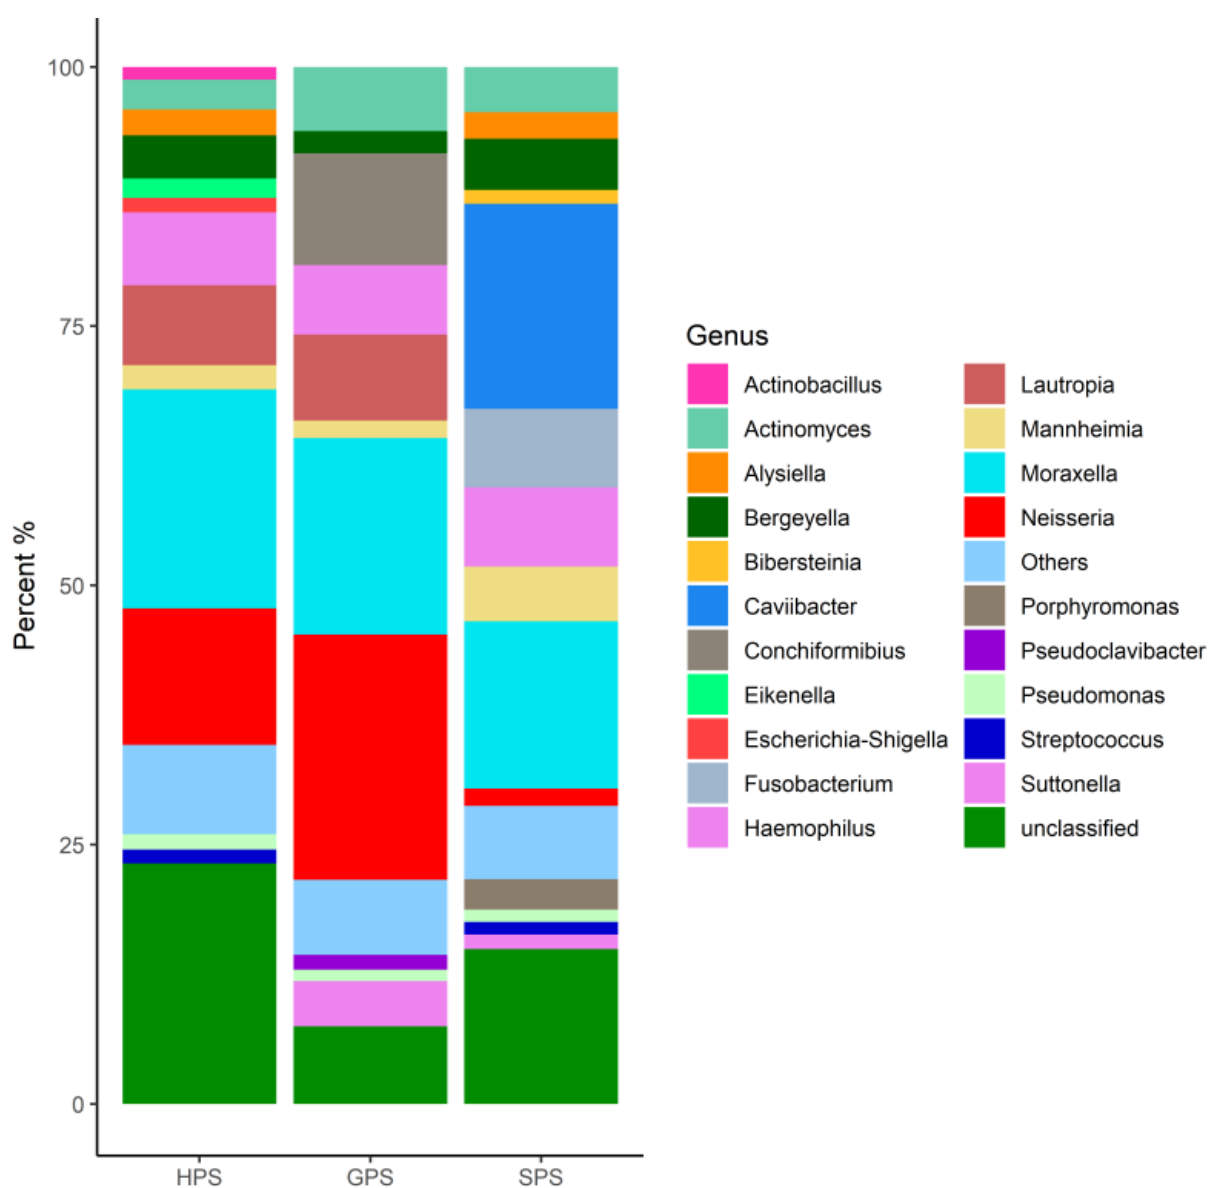 Percent %
100
75
50
25
0
HPS GPS SPS
Genus
Actinobacillus
Actinomyces
Alysiella
Bergeyella
Bibersteinia
Caviibacter
Conchiformibius
Eikenella
Escherichia-Shigella
Fusobacterium
Haemophilus
Lautropia
Mannheimia
Moraxella
Neisseria
Others
Porphyromonas
Pseudoclavibacter
Pseudomonas
Streptococcus
Suttonella
unclassified